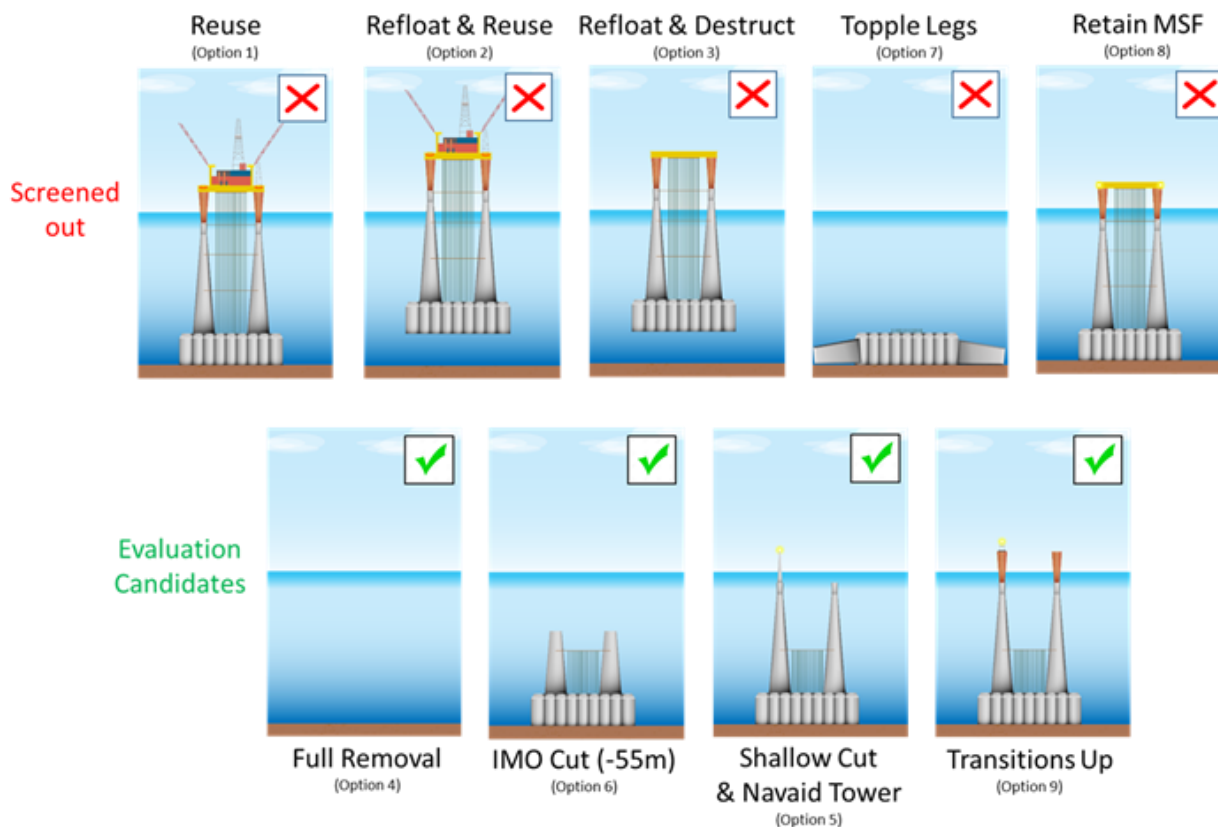 Reuse
(Option 1)
Refloat & Reuse
(Option 2)
Refloat & Destruct
(Option 3)
Topple Legs
(Option 7)
Retain MSF
(Option 8)
Screened
out
Evaluation
Candidates
Full Removal
(Option 4)
IMO Cut (-55m)
(Option 6)
Shallow Cut
& Navaid Tower
(Option 5)
Transitions Up
(Option 9)